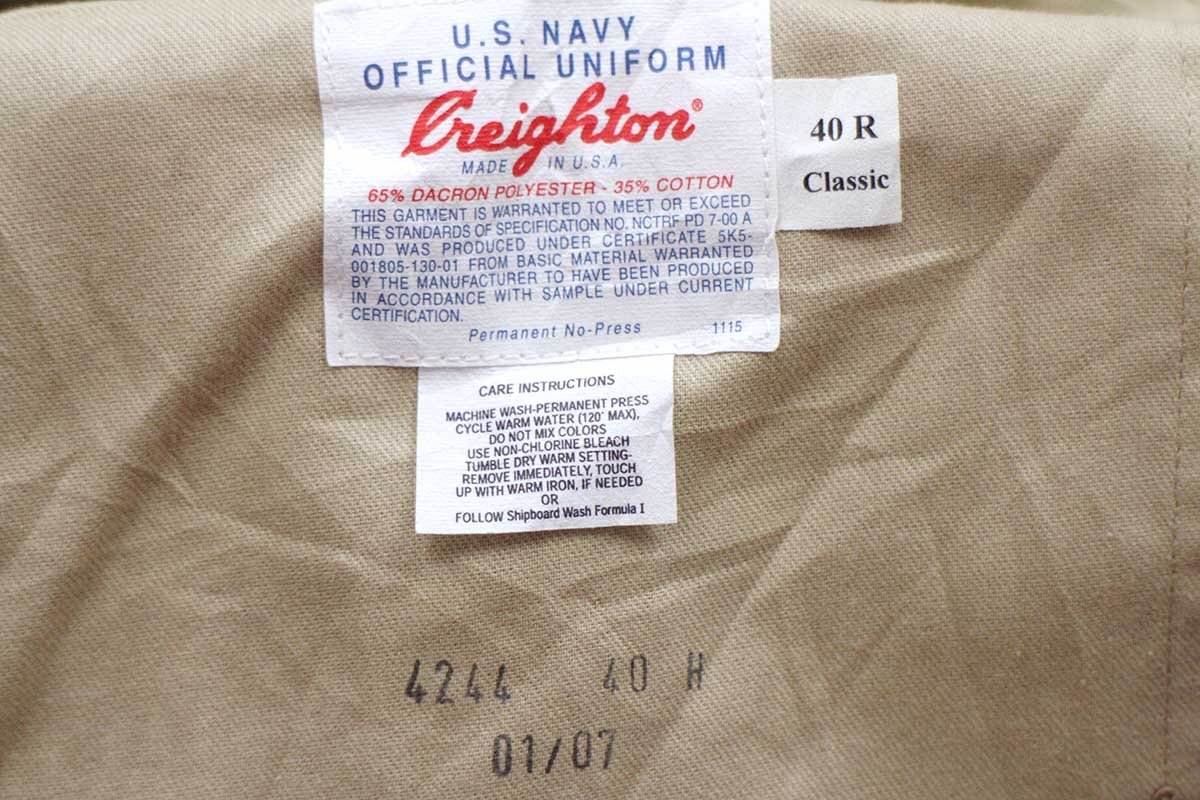 U.S. NAVY
OFFICIAL UNIFORM
Creighton®
MADE IN U.S.A.
65% DACRON POLYESTER - 35% COTTON
THIS GARMENT IS WARRANTED TO MEET OR EXCEED
THE STANDARDS OF SPECIFICATION NO. NCTRF PD 7-00 A
AND WAS PRODUCED UNDER CERTIFICATE 5K5-
001805-130-01 FROM BASIC MATERIAL WARRANTED
BY THE MANUFACTURER TO HAVE BEEN PRODUCED
IN ACCORDANCE WITH SAMPLE UNDER CURRENT
CERTIFICATION.
Permanent No-Press 1115
40 R
Classic
CARE INSTRUCTIONS
MACHINE WASH-PERMANENT PRESS
CYCLE WARM WATER (120° MAX),
DO NOT MIX COLORS
USE NON-CHLORINE BLEACH
TUMBLE DRY WARM SETTING-
REMOVE IMMEDIATELY, TOUCH
UP WITH WARM IRON, IF NEEDED
OR
FOLLOW Shipboard Wash Formula I
4244 40 H
01/07